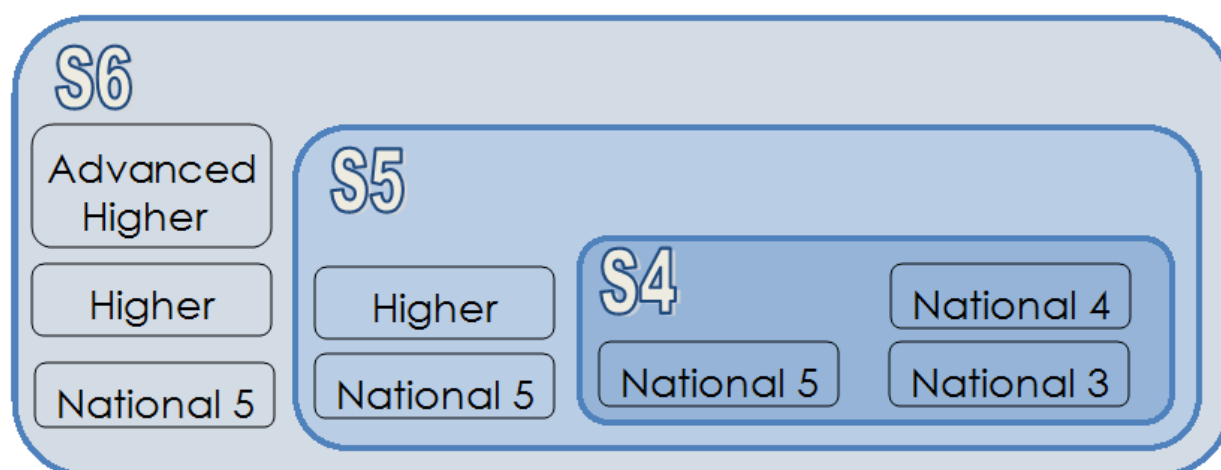 S6
Advanced
Higher
Higher
National 5
S5
Higher
National 5
S4
National 5
National 4
National 3